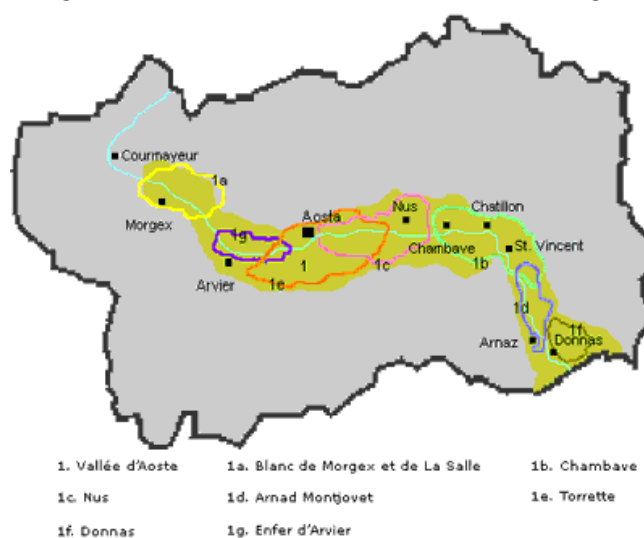 Courmayeur
1a
Morgex
Nus
Aosta
Chatillon
1g
Chambave
St. Vincent
1
1c
1b
Arvier
1e
1d
1f
Arnaz
Donnas
1. Vallée d'Aoste
1a. Blanc de Morgex et de La Salle
1b. Chambave
1c. Nus
1d. Arnad Montjovet
1e. Torrette
1f. Donnas
1g. Enfer d'Arvier